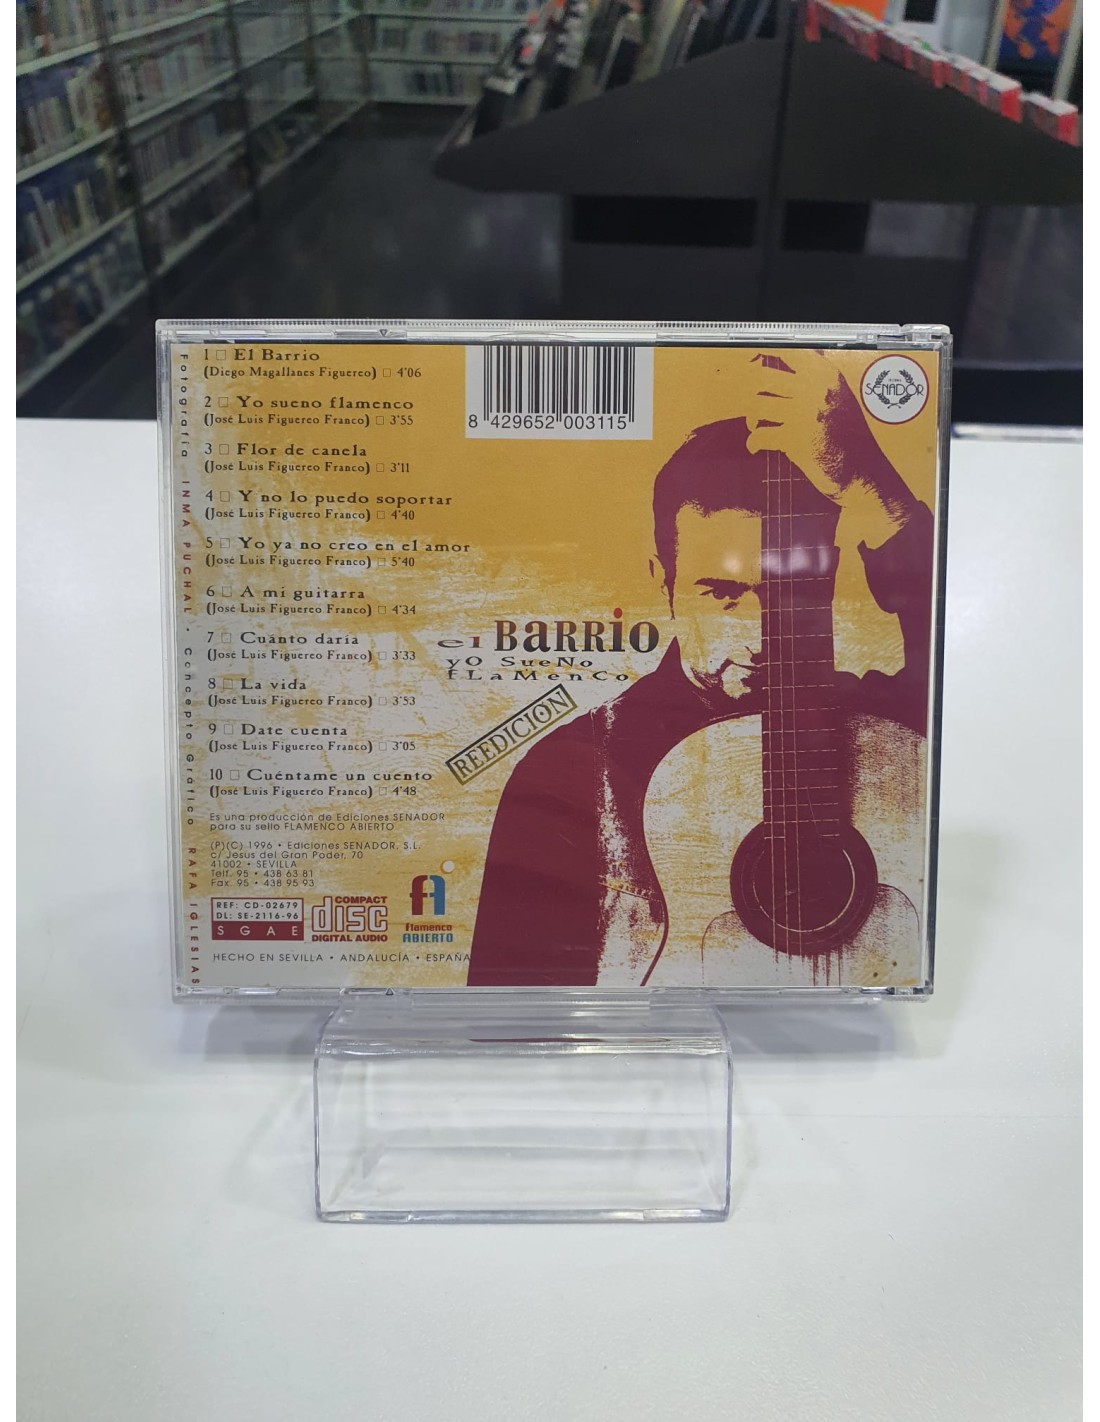 1 □ El Barrio
(Diego Magallanes Figuereo) □ 4'06
2 □ Yo sueno flamenco
(José Luis Figuereo Franco) □ 3'55
3 □ Flor de canela
(José Luis Figuereo Franco) □ 3'11
4 □ Y no lo puedo soportar
(José Luis Figuereo Franco) □ 4'40
5 □ Yo ya no creo en el amor
(José Luis Figuereo Franco) □ 5'40
6 □ A mi guitarra
(José Luis Figuereo Franco) □ 4'34
7 □ Cuánto daría
(José Luis Figuereo Franco) □ 3'33
8 □ La vida
(José Luis Figuereo Franco) □ 3'53
9 □ Date cuenta
(José Luis Figuereo Franco) □ 3'05
10 □ Cuéntame un cuento
(José Luis Figuereo Franco) □ 4'48
Es una producción de Ediciones SENADOR
para su sello FLAMENCO ABIERTO
(P)(C) 1996 • Ediciones SENADOR, S.L.
c/ Jesus del Gran Poder, 70
41002 • SEVILLA
Telf. 95 • 438 63 81
Fax. 95 • 438 95 93
REF: CD-02679
DL: SE-2116-96
SGAE
COMPACT
disc
DIGITAL AUDIO
fA
flamenco
ABIERTO
HECHO EN SEVILLA • ANDALUCÍA • ESPAÑA
Fotografía INMA PUCHAL • Concepto Gráfico RAFA IGLESIAS
8 429652 003115
SENADOR
el BaRRio
yO SueNo
fLaMenCo
REEDICIÓN